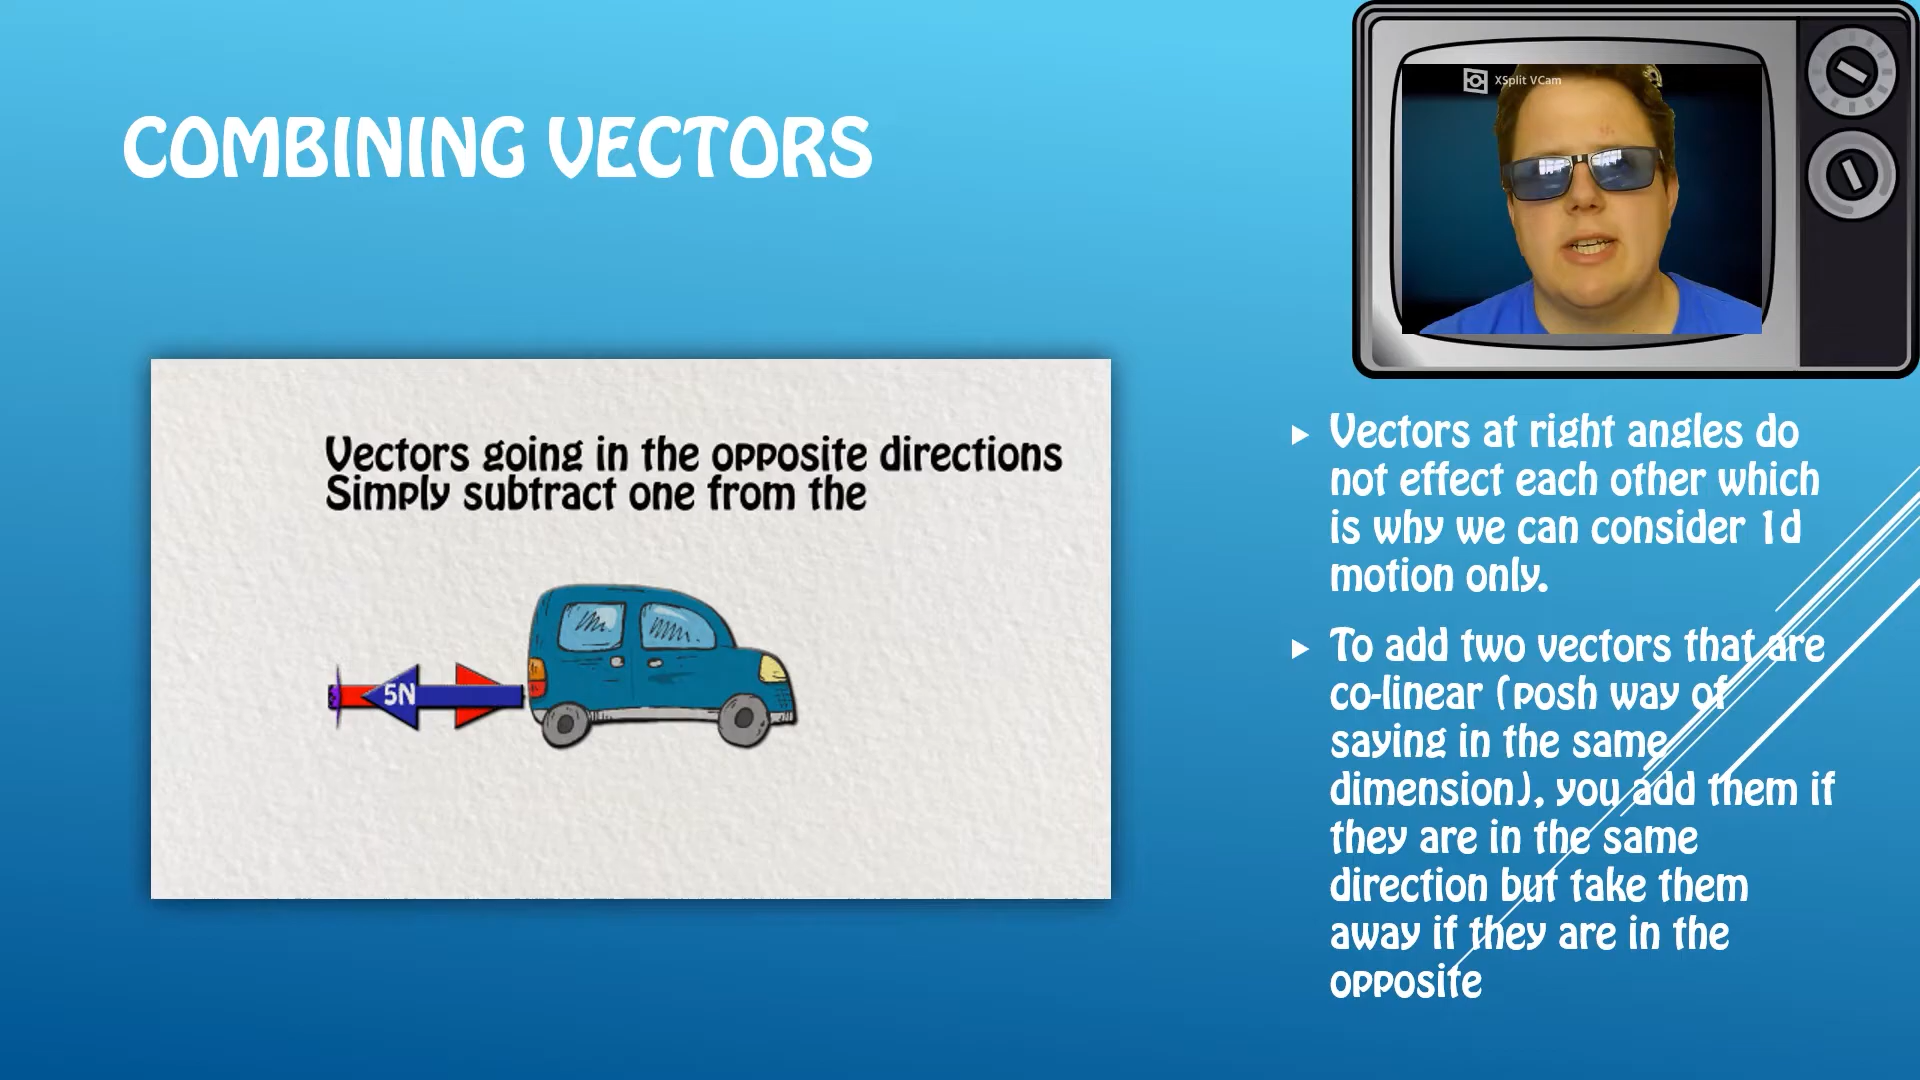 XSplit VCam
COMBINING VECTORS
Vectors going in the opposite directions
Simply subtract one from the
5N
Vectors at right angles do
not effect each other which
is why we can consider 1d
motion only.
To add two vectors that are
co-linear (posh way of
saying in the same
dimension), you add them if
they are in the same
direction but take them
away if they are in the
opposite